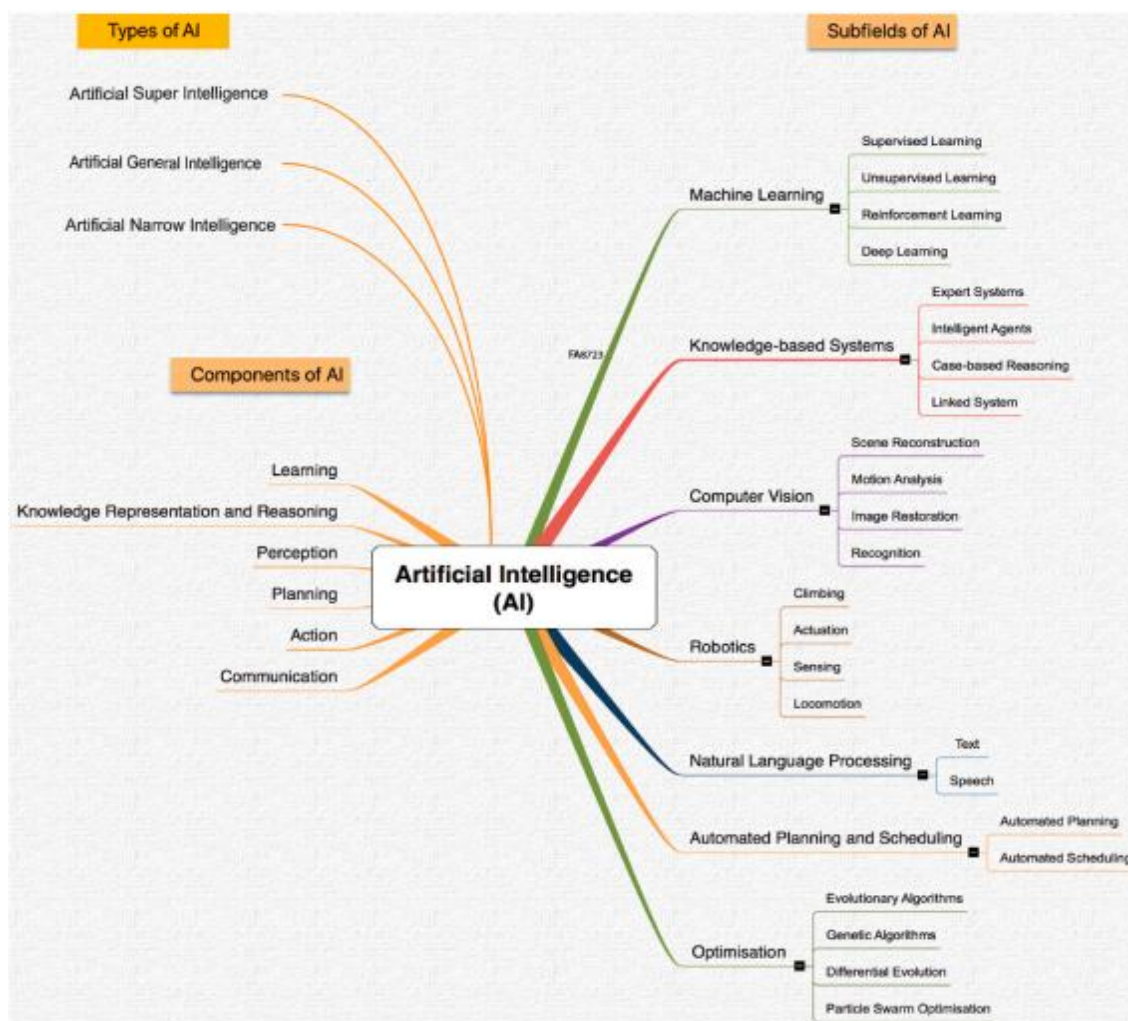 Types of AI
Subfields of AI
Artificial Super Intelligence
Artificial General Intelligence
Artificial Narrow Intelligence
Components of AI
Learning
Knowledge Representation and Reasoning
Perception
Planning
Action
Communication
Artificial Intelligence
(AI)
FA6723
Machine Learning
Supervised Learning
Unsupervised Learning
Reinforcement Learning
Deep Learning
Knowledge-based Systems
Expert Systems
Intelligent Agents
Case-based Reasoning
Linked System
Computer Vision
Scene Reconstruction
Motion Analysis
Image Restoration
Recognition
Robotics
Climbing
Actuation
Sensing
Locomotion
Natural Language Processing
Text
Speech
Automated Planning and Scheduling
Automated Planning
Automated Scheduling
Optimisation
Evolutionary Algorithms
Genetic Algorithms
Differential Evolution
Particle Swarm Optimisation